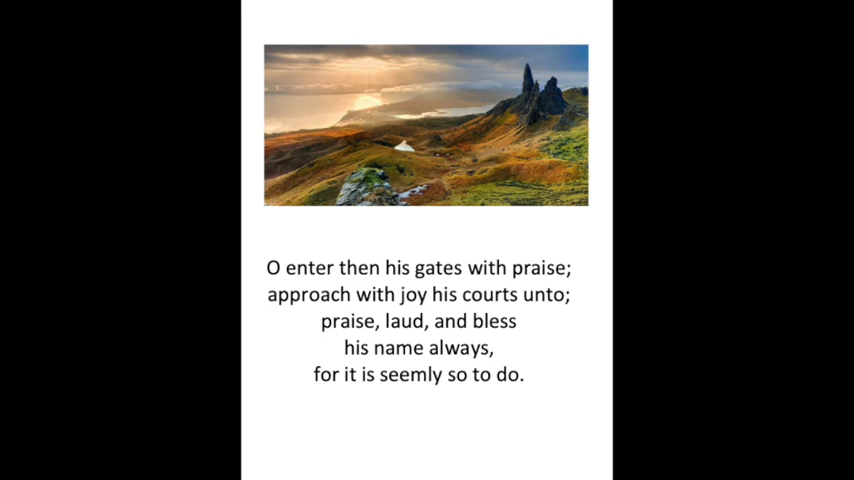 O enter then his gates with praise;
approach with joy his courts unto;
praise, laud, and bless
his name always,
for it is seemly so to do.